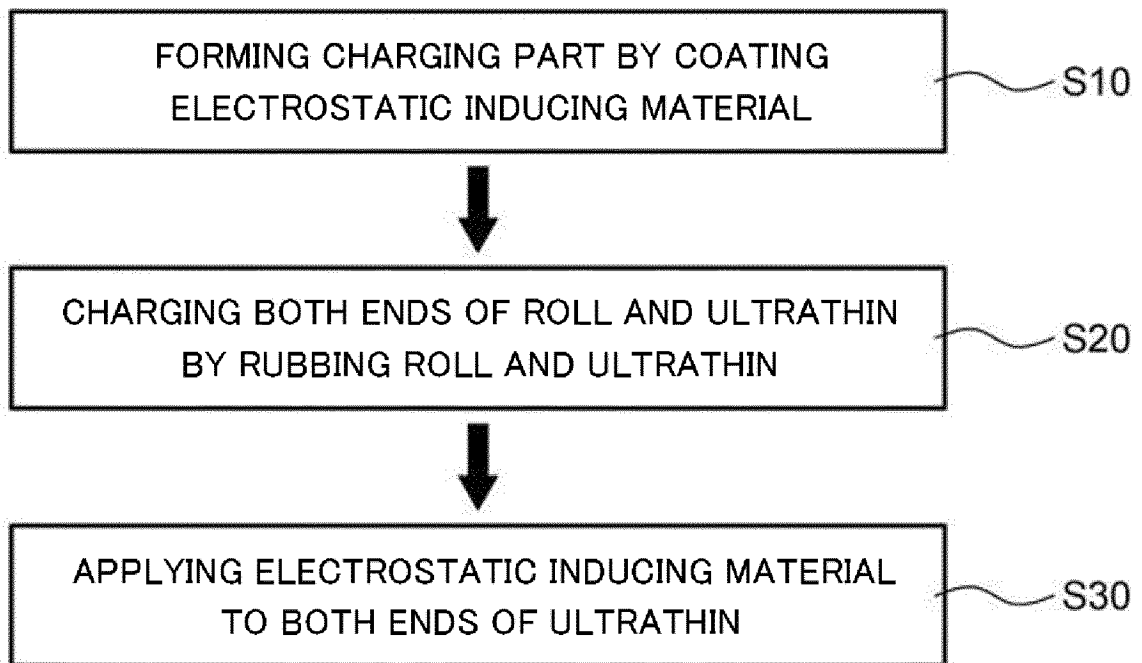 FORMING CHARGING PART BY COATING
ELECTROSTATIC INDUCING MATERIAL
S10
CHARGING BOTH ENDS OF ROLL AND ULTRATHIN
BY RUBBING ROLL AND ULTRATHIN
S20
APPLYING ELECTROSTATIC INDUCING MATERIAL
TO BOTH ENDS OF ULTRATHIN
S30